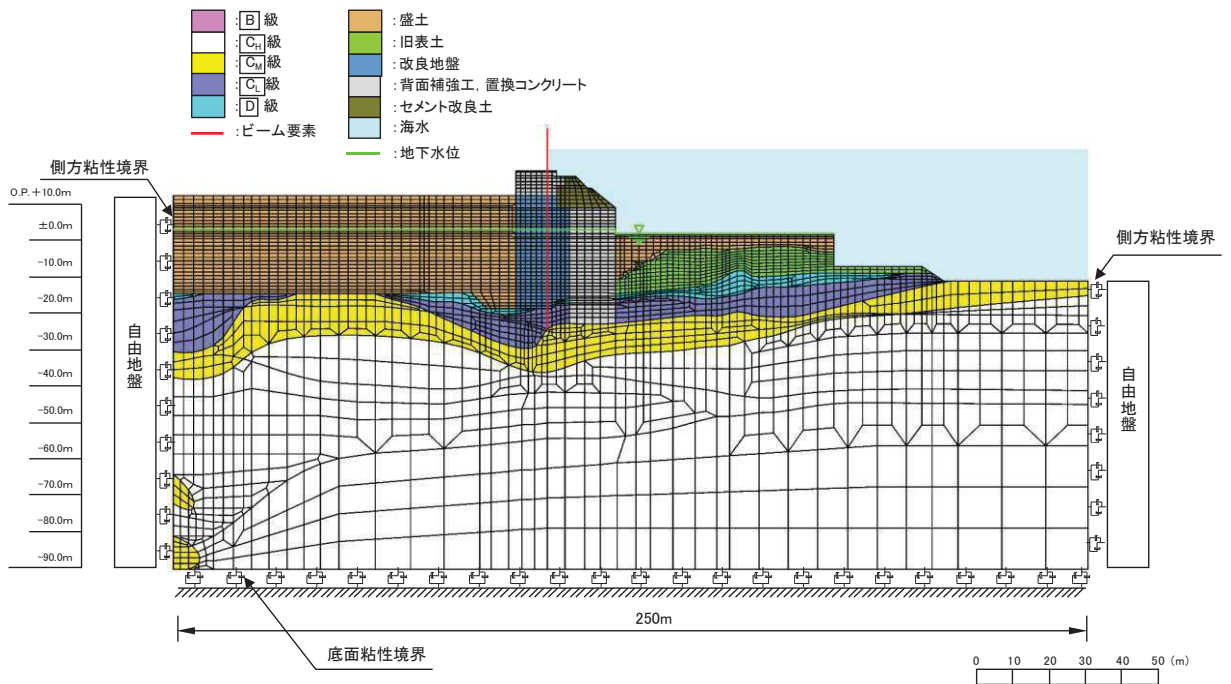 :B 級
:CH 級
:CM 級
:CL 級
:D 級
:ビーム要素
:盛土
:旧表土
:改良地盤
:背面補強工，置換コンクリート
:セメント改良土
:海水
:地下水位
側方粘性境界
O.P.+10.0m
±0.0m
-10.0m
-20.0m
-30.0m
-40.0m
-50.0m
-60.0m
-70.0m
-80.0m
-90.0m
自由地盤
側方粘性境界
自由地盤
250m
底面粘性境界
0 10 20 30 40 50 (m)